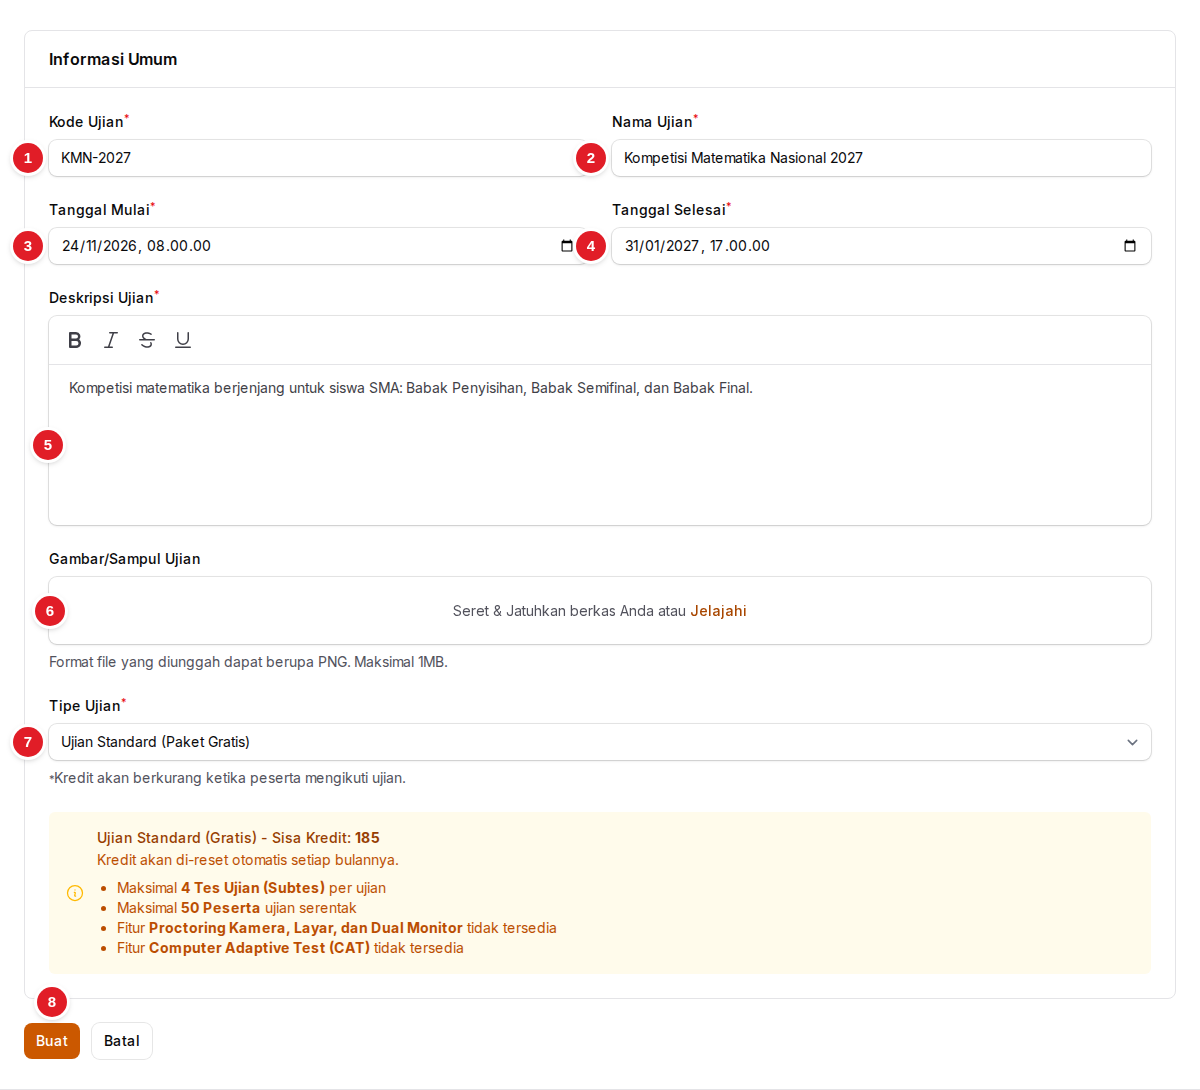 Informasi Umum
Kode Ujian*
Nama Ujian*
1 KMN-2027
2 Kompetisi Matematika Nasional 2027
Tanggal Mulai*
Tanggal Selesai*
3 24/11/2026, 08.00.00
4 31/01/2027, 17.00.00
Deskripsi Ujian*
B I S U
Kompetisi matematika berjenjang untuk siswa SMA: Babak Penyisihan, Babak Semifinal, dan Babak Final.
5
Gambar/Sampul Ujian
6 Seret & Jatuhkan berkas Anda atau Jelajahi
Format file yang diunggah dapat berupa PNG. Maksimal 1MB.
Tipe Ujian*
7 Ujian Standard (Paket Gratis)
*Kredit akan berkurang ketika peserta mengikuti ujian.
Ujian Standard (Gratis) - Sisa Kredit: 185
Kredit akan di-reset otomatis setiap bulannya.
• Maksimal 4 Tes Ujian (Subtes) per ujian
• Maksimal 50 Peserta ujian serentak
• Fitur Proctoring Kamera, Layar, dan Dual Monitor tidak tersedia
• Fitur Computer Adaptive Test (CAT) tidak tersedia
8
Buat
Batal